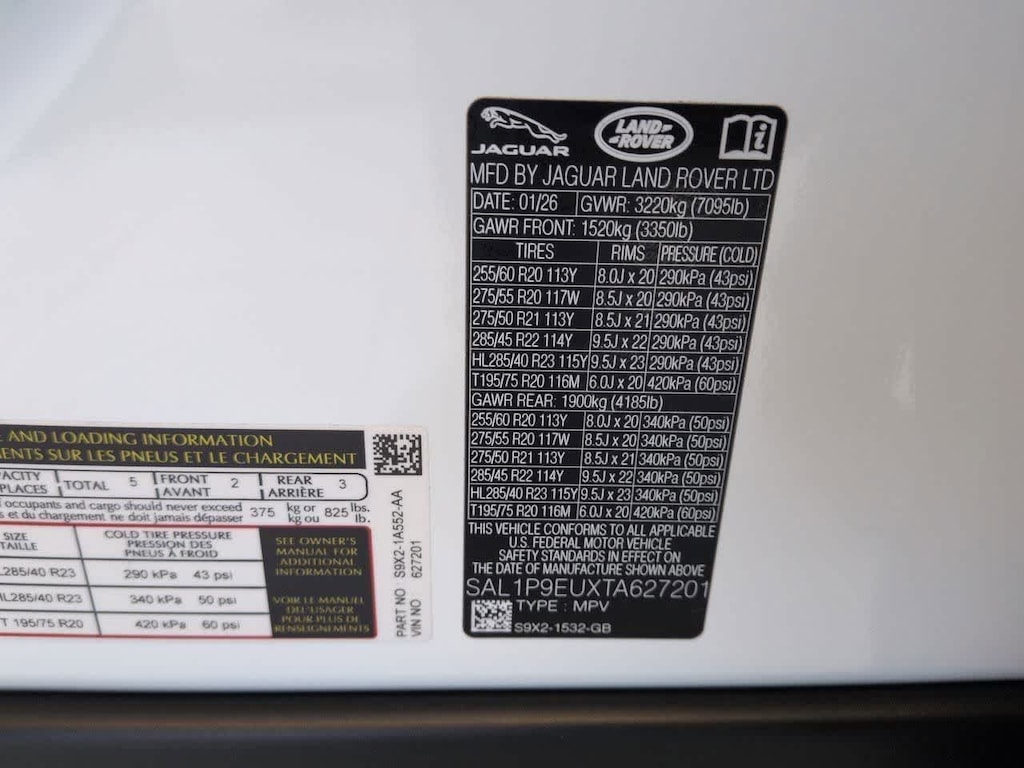 JAGUAR
LAND ROVER
i
MFD BY JAGUAR LAND ROVER LTD
DATE: 01/26 GVWR: 3220kg (7095lb)
GAWR FRONT: 1520kg (3350lb)
TIRES RIMS PRESSURE (COLD)
255/60 R20 113Y 8.0J x 20 290kPa (43psi)
275/55 R20 117W 8.5J x 20 290kPa (43psi)
275/50 R21 113Y 8.5J x 21 290kPa (43psi)
285/45 R22 114Y 9.5J x 22 290kPa (43psi)
HL285/40 R23 115Y 9.5J x 23 290kPa (43psi)
T195/75 R20 116M 6.0J x 20 420kPa (60psi)
GAWR REAR: 1900kg (4185lb)
255/60 R20 113Y 8.0J x 20 340kPa (50psi)
275/55 R20 117W 8.5J x 20 340kPa (50psi)
275/50 R21 113Y 8.5J x 21 340kPa (50psi)
285/45 R22 114Y 9.5J x 22 340kPa (50psi)
HL285/40 R23 115Y 9.5J x 23 340kPa (50psi)
T195/75 R20 116M 6.0J x 20 420kPa (60psi)
THIS VEHICLE CONFORMS TO ALL APPLICABLE
U.S. FEDERAL MOTOR VEHICLE
SAFETY STANDARDS IN EFFECT ON
THE DATE OF MANUFACTURE SHOWN ABOVE
SAL1P9EUXTA627201
TYPE : MPV
S9X2-1532-GB
E AND LOADING INFORMATION
ENTS SUR LES PNEUS ET LE CHARGEMENT
PACITY TOTAL 5 FRONT 2 REAR 3
PLACES AVANT ARRIÈRE
occupants and cargo should never exceed 375 kg or 825 lbs.
s et du chargement ne doit jamais dépasser kg ou lb.
SIZE COLD TIRE PRESSURE
TAILLE PRESSION DES
PNEUS À FROID
L285/40 R23 290 kPa 43 psi
HL285/40 R23 340 kPa 50 psi
T 195/75 R20 420 kPa 60 psi
SEE OWNER'S
MANUAL FOR
ADDITIONAL
INFORMATION
VOIR LE MANUEL
DE L'USAGER
POUR PLUS DE
RENSEIGNEMENTS
PART NO S9X2-1A552-AA
VIN NO 627201